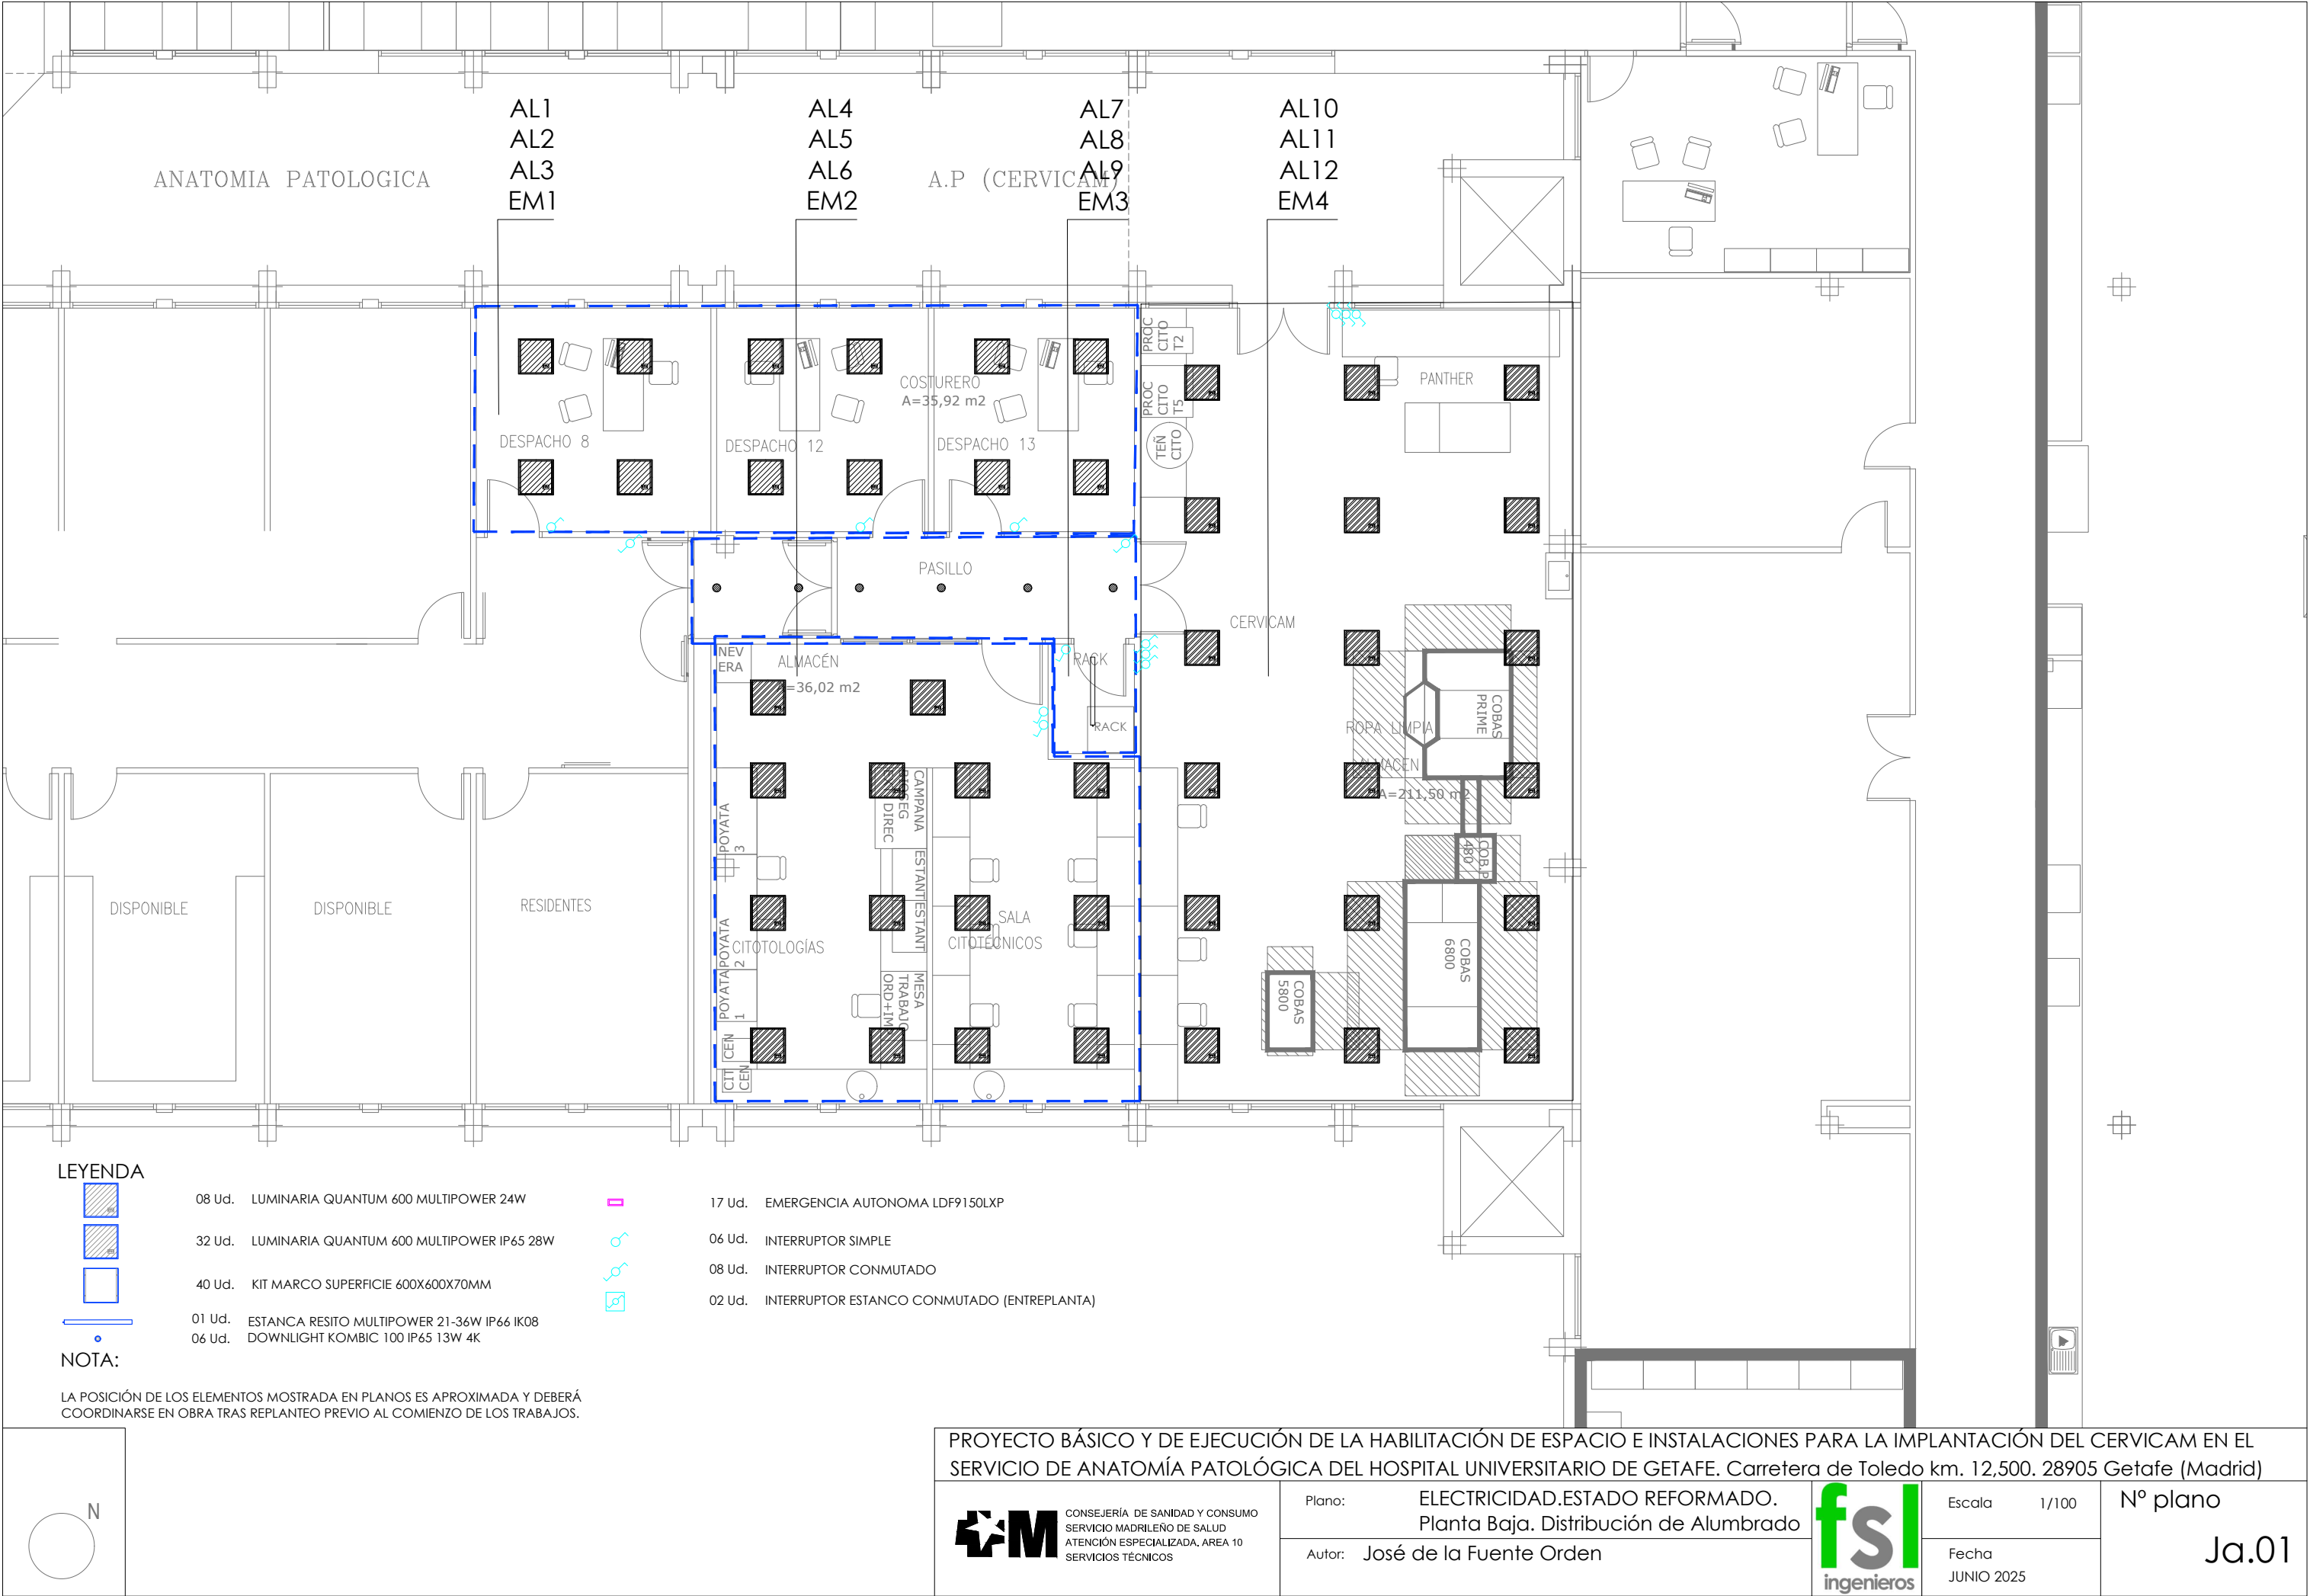 AL1
AL2
AL3
EM1
AL4
AL5
AL6
EM2
AL7
AL8
AL9
EM3
AL10
AL11
AL12
EM4
ANATOMIA PATOLOGICA
A.P (CERVICAM)
PROC
CITO
T2
PROC
CITO
T5
TEÑ
CITO
PANTHER
COSTURERO
A=35,92 m2
DESPACHO 8
DESPACHO 12
DESPACHO 13
PASILLO
CERVICAM
NEV
ERA
ALMACÉN
=36,02 m2
RACK
RACK
COBAS
PRIME
ROPA LIMPIA
ALMACEN
A=211,50 m2
COB.P
480
COBAS
6800
COBAS
5800
POYATA
3
POYATA
2
POYATA
1
CAMPANA
BIOSEG
EXT DIREC
ESTANT
ESTANT
MESA
TRABAJO
ORD+IM
CEN
CIT
CEN
CITOTOLOGÍAS
SALA
CITOTÉCNICOS
DISPONIBLE
DISPONIBLE
RESIDENTES
LEYENDA
08 Ud. LUMINARIA QUANTUM 600 MULTIPOWER 24W
32 Ud. LUMINARIA QUANTUM 600 MULTIPOWER IP65 28W
40 Ud. KIT MARCO SUPERFICIE 600X600X70MM
01 Ud. ESTANCA RESITO MULTIPOWER 21-36W IP66 IK08
06 Ud. DOWNLIGHT KOMBIC 100 IP65 13W 4K
17 Ud. EMERGENCIA AUTONOMA LDF9150LXP
06 Ud. INTERRUPTOR SIMPLE
08 Ud. INTERRUPTOR CONMUTADO
02 Ud. INTERRUPTOR ESTANCO CONMUTADO (ENTREPLANTA)
NOTA:
LA POSICIÓN DE LOS ELEMENTOS MOSTRADA EN PLANOS ES APROXIMADA Y DEBERÁ
COORDINARSE EN OBRA TRAS REPLANTEO PREVIO AL COMIENZO DE LOS TRABAJOS.
N
PROYECTO BÁSICO Y DE EJECUCIÓN DE LA HABILITACIÓN DE ESPACIO E INSTALACIONES PARA LA IMPLANTACIÓN DEL CERVICAM EN EL
SERVICIO DE ANATOMÍA PATOLÓGICA DEL HOSPITAL UNIVERSITARIO DE GETAFE. Carretera de Toledo km. 12,500. 28905 Getafe (Madrid)
M
CONSEJERÍA DE SANIDAD Y CONSUMO
SERVICIO MADRILEÑO DE SALUD
ATENCIÓN ESPECIALIZADA. AREA 10
SERVICIOS TÉCNICOS
Plano: ELECTRICIDAD.ESTADO REFORMADO.
Planta Baja. Distribución de Alumbrado
Autor: José de la Fuente Orden
fsl
ingenieros
Escala 1/100
Fecha
JUNIO 2025
Nº plano
Ja.01